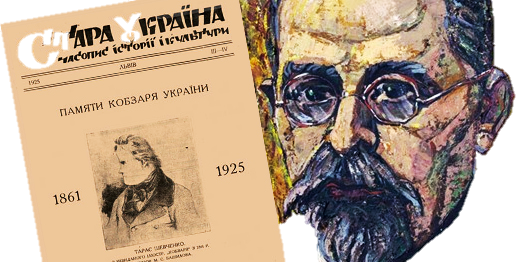 Стара Україна
часопис історії і культури
1925 ЛЬВІВ III—IV
ПАМЯТИ КОБЗАРЯ УКРАЇНИ
1861 1925
ТАРАС ШЕВЧЕНКО.